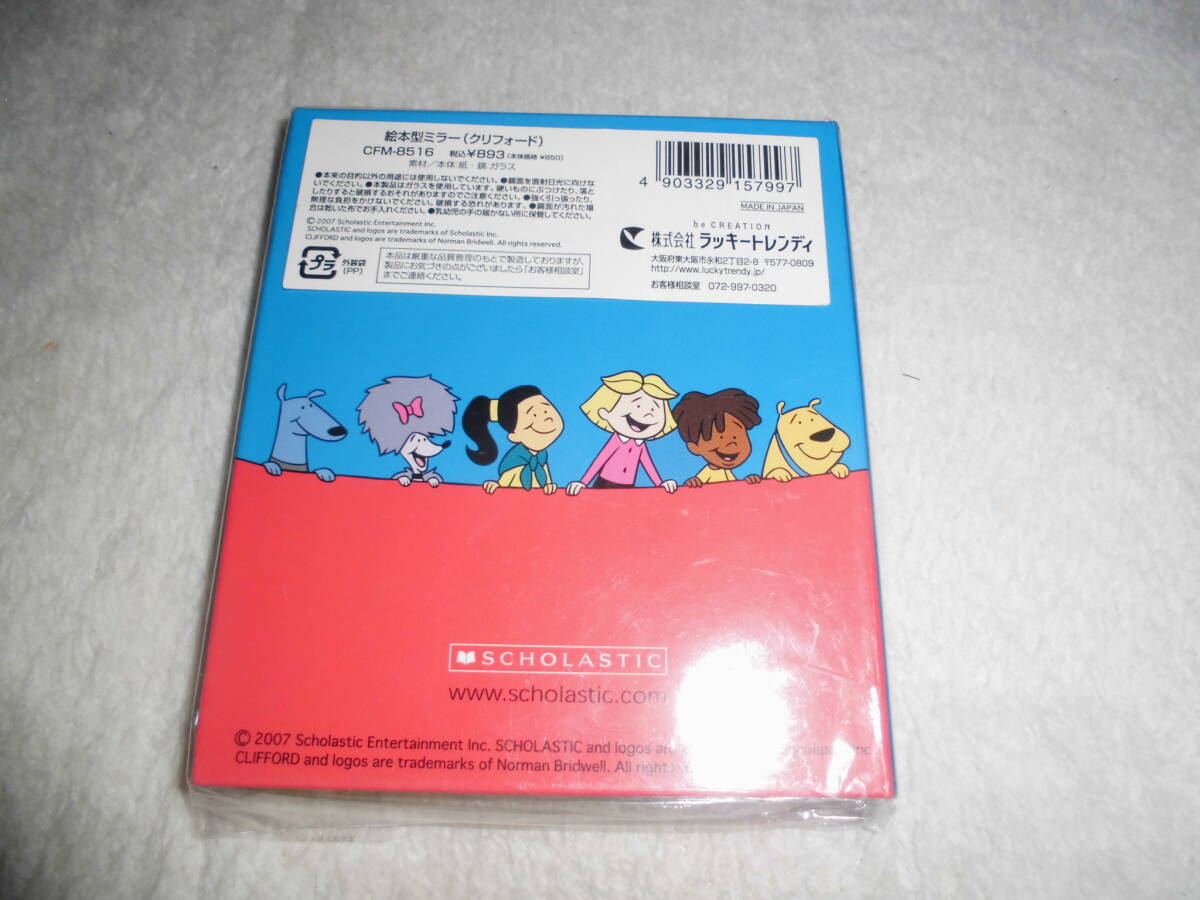 絵本型ミラー(クリフォード)
CFM-8516 税込¥893(本体価格 ¥850)
素材/本体:紙・鏡:ガラス
●本来の目的以外の用途には使用しないでください。●鏡面を直射日光に向けな
いでください。●本製品はガラスを使用しています。硬いものにぶつけたり、落と
したりすると破損するおそれがありますのでご注意ください。●強く引っ張ったり、
無理な負担をかけないでください。破損する恐れがあります。●鏡面が汚れた場
合は乾いた布でお手入れください。●乳幼児の手の届かない所に保管してください。
©2007 Scholastic Entertainment Inc.
SCHOLASTIC and logos are trademarks of Scholastic Inc.
CLIFFORD and logos are trademarks of Norman Bridwell. All rights reserved.
プラ
外装袋
(PP)
本品は厳重な品質管理のもとで製造しておりますが、
製品にお気づきの点がございましたら「お客様相談室」
までご連絡ください。
4 903329 157997
MADE IN JAPAN
be CREATION
株式会社 ラッキートレンディ
大阪府東大阪市永和2丁目2-8 〒577-0809
http://www.luckytrendy.jp/
お客様相談室 072-997-0320
SCHOLASTIC
www.scholastic.com
© 2007 Scholastic Entertainment Inc. SCHOLASTIC and logos are Inc.
CLIFFORD and logos are trademarks of Norman Bridwell. All rights